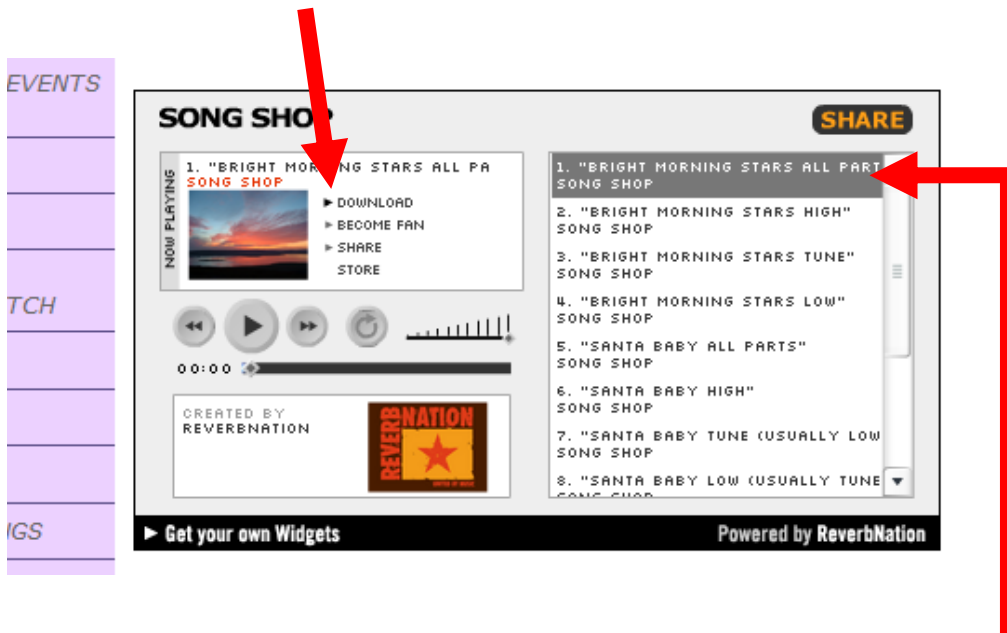 EVENTS
TCH
NGS
SONG SHOP
SHARE
NOW PLAYING
1. "BRIGHT MORNING STARS ALL PA
SONG SHOP
DOWNLOAD
BECOME FAN
SHARE
STORE
00:00
CREATED BY
REVERBNATION
REVERBNATION
1. "BRIGHT MORNING STARS ALL PART
SONG SHOP
2. "BRIGHT MORNING STARS HIGH"
SONG SHOP
3. "BRIGHT MORNING STARS TUNE"
SONG SHOP
4. "BRIGHT MORNING STARS LOW"
SONG SHOP
5. "SANTA BABY ALL PARTS"
SONG SHOP
6. "SANTA BABY HIGH"
SONG SHOP
7. "SANTA BABY TUNE (USUALLY LOW
SONG SHOP
8. "SANTA BABY LOW (USUALLY TUNE
SONG SHOP
Get your own Widgets
Powered by ReverbNation